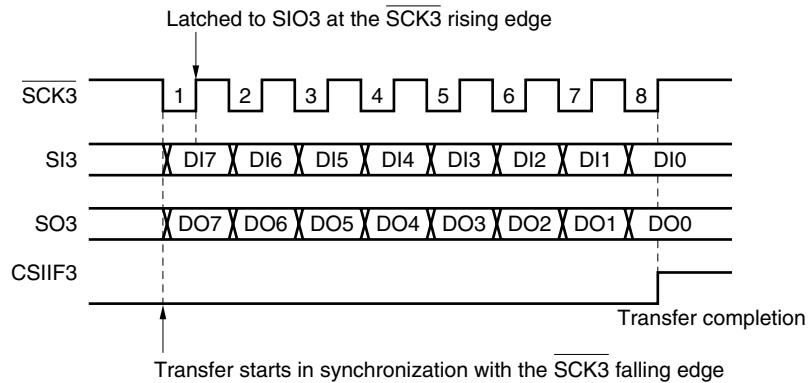 Latched to SIO3 at the SCK3 rising edge
SCK3 1 2 3 4 5 6 7 8
SI3 DI7 DI6 DI5 DI4 DI3 DI2 DI1 DI0
SO3 DO7 DO6 DO5 DO4 DO3 DO2 DO1 DO0
CSIIF3
Transfer completion
Transfer starts in synchronization with the SCK3 falling edge